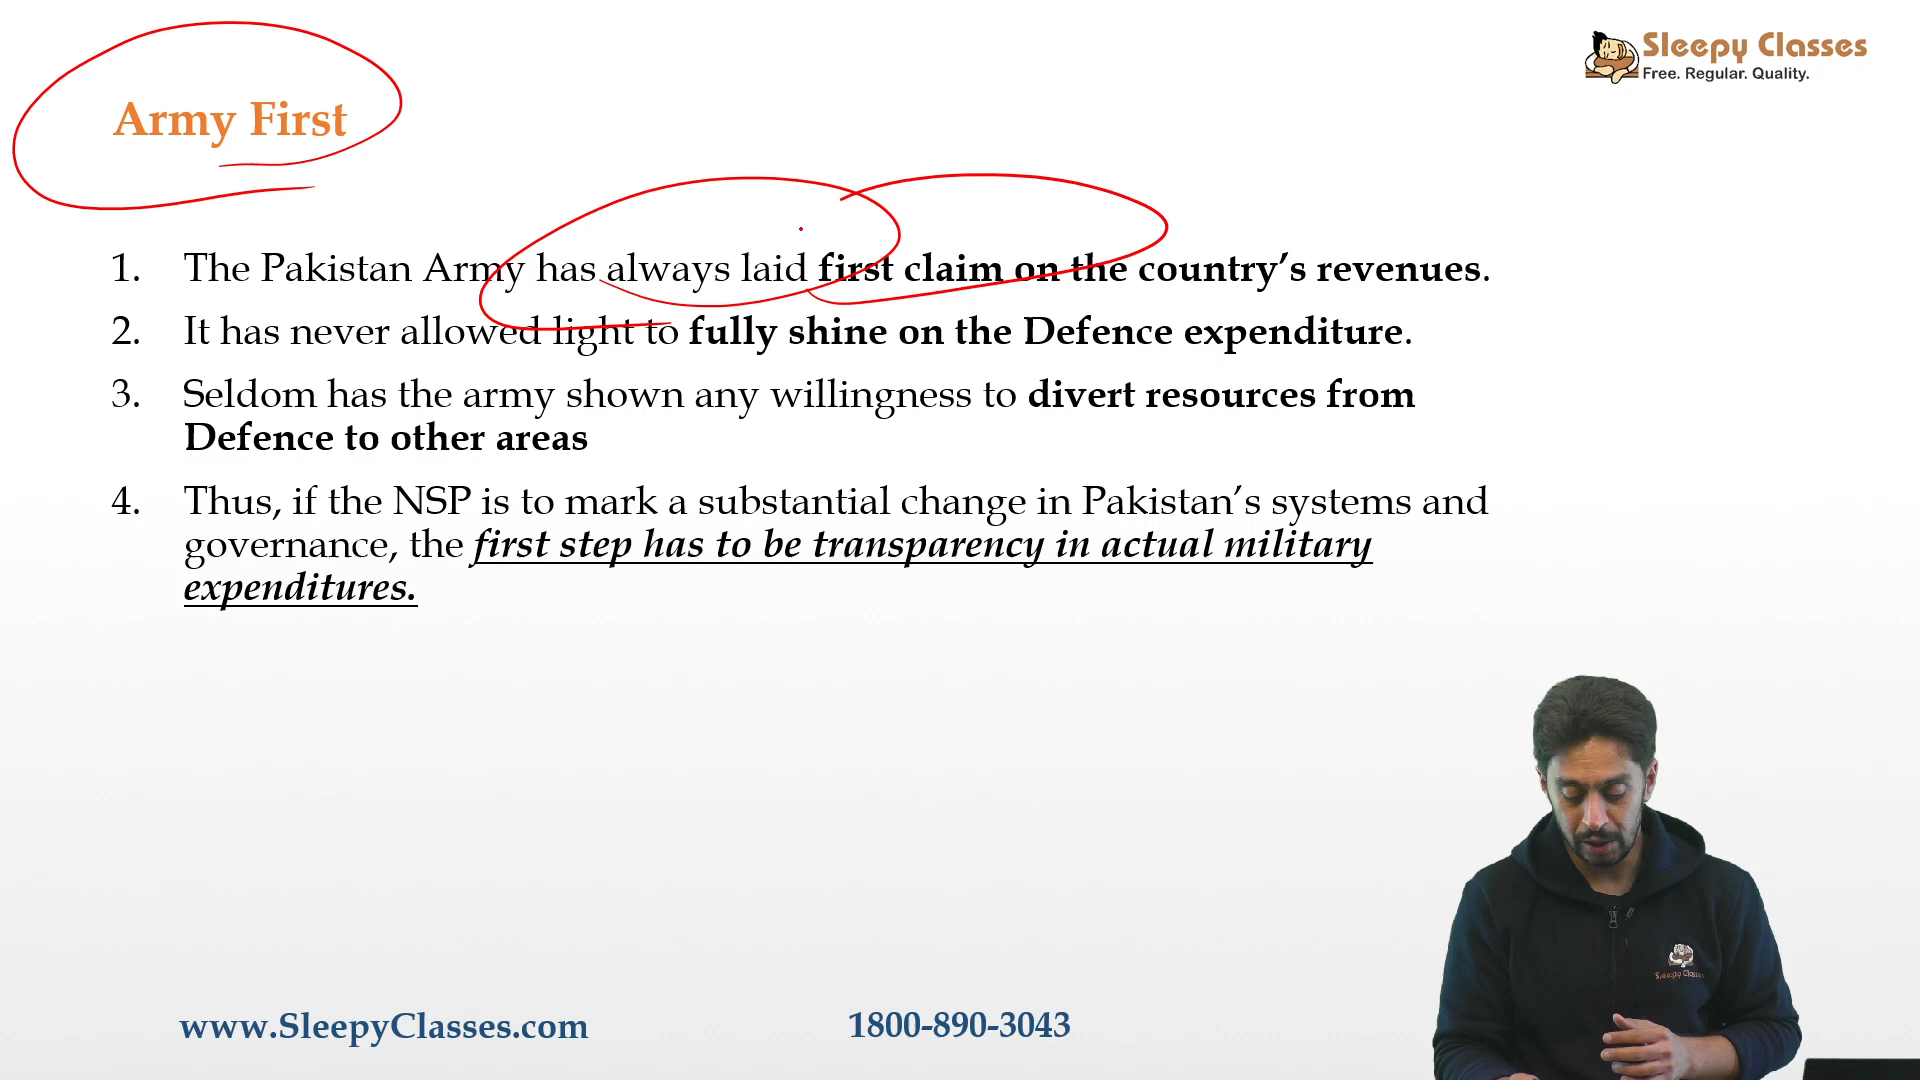 Sleepy Classes
Free. Regular. Quality.
Army First
1. The Pakistan Army has always laid first claim on the country’s revenues.
2. It has never allowed light to fully shine on the Defence expenditure.
3. Seldom has the army shown any willingness to divert resources from
Defence to other areas
4. Thus, if the NSP is to mark a substantial change in Pakistan’s systems and
governance, the first step has to be transparency in actual military
expenditures.
Sleepy Classes
www.SleepyClasses.com
1800-890-3043